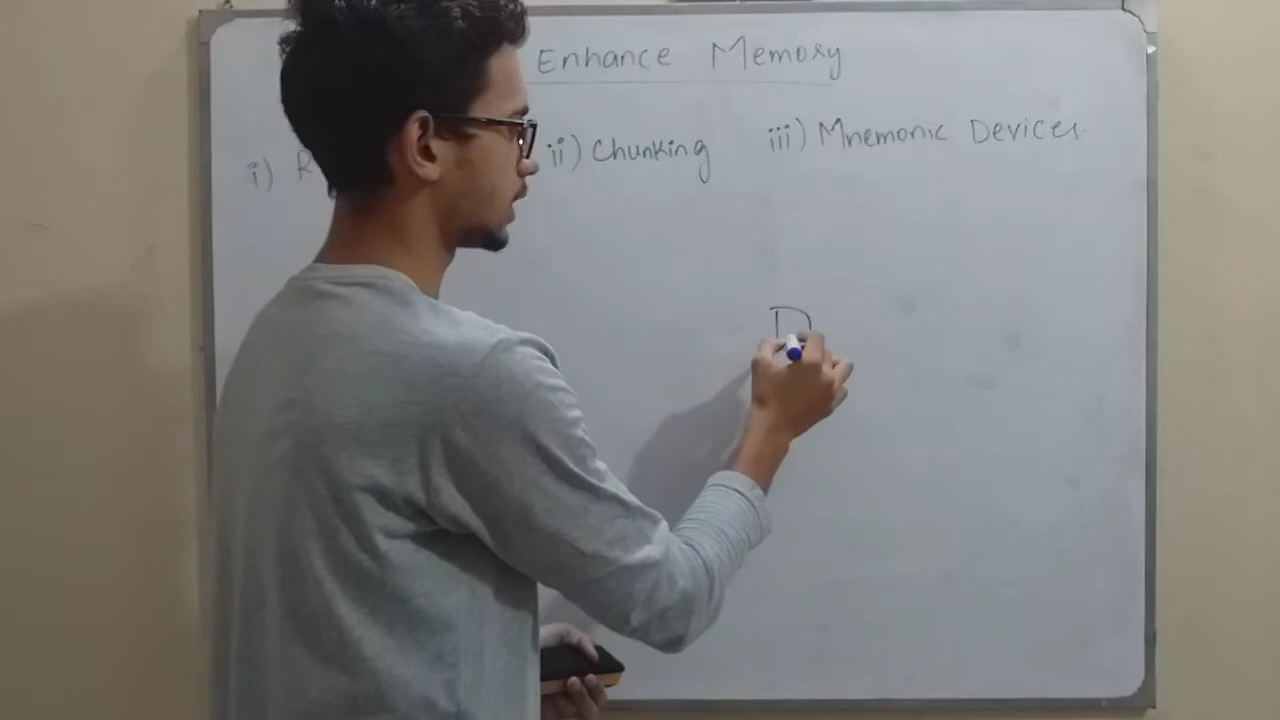 Enhance Memory
i) R
ii) Chunking
iii) Mnemonic Devices.
D